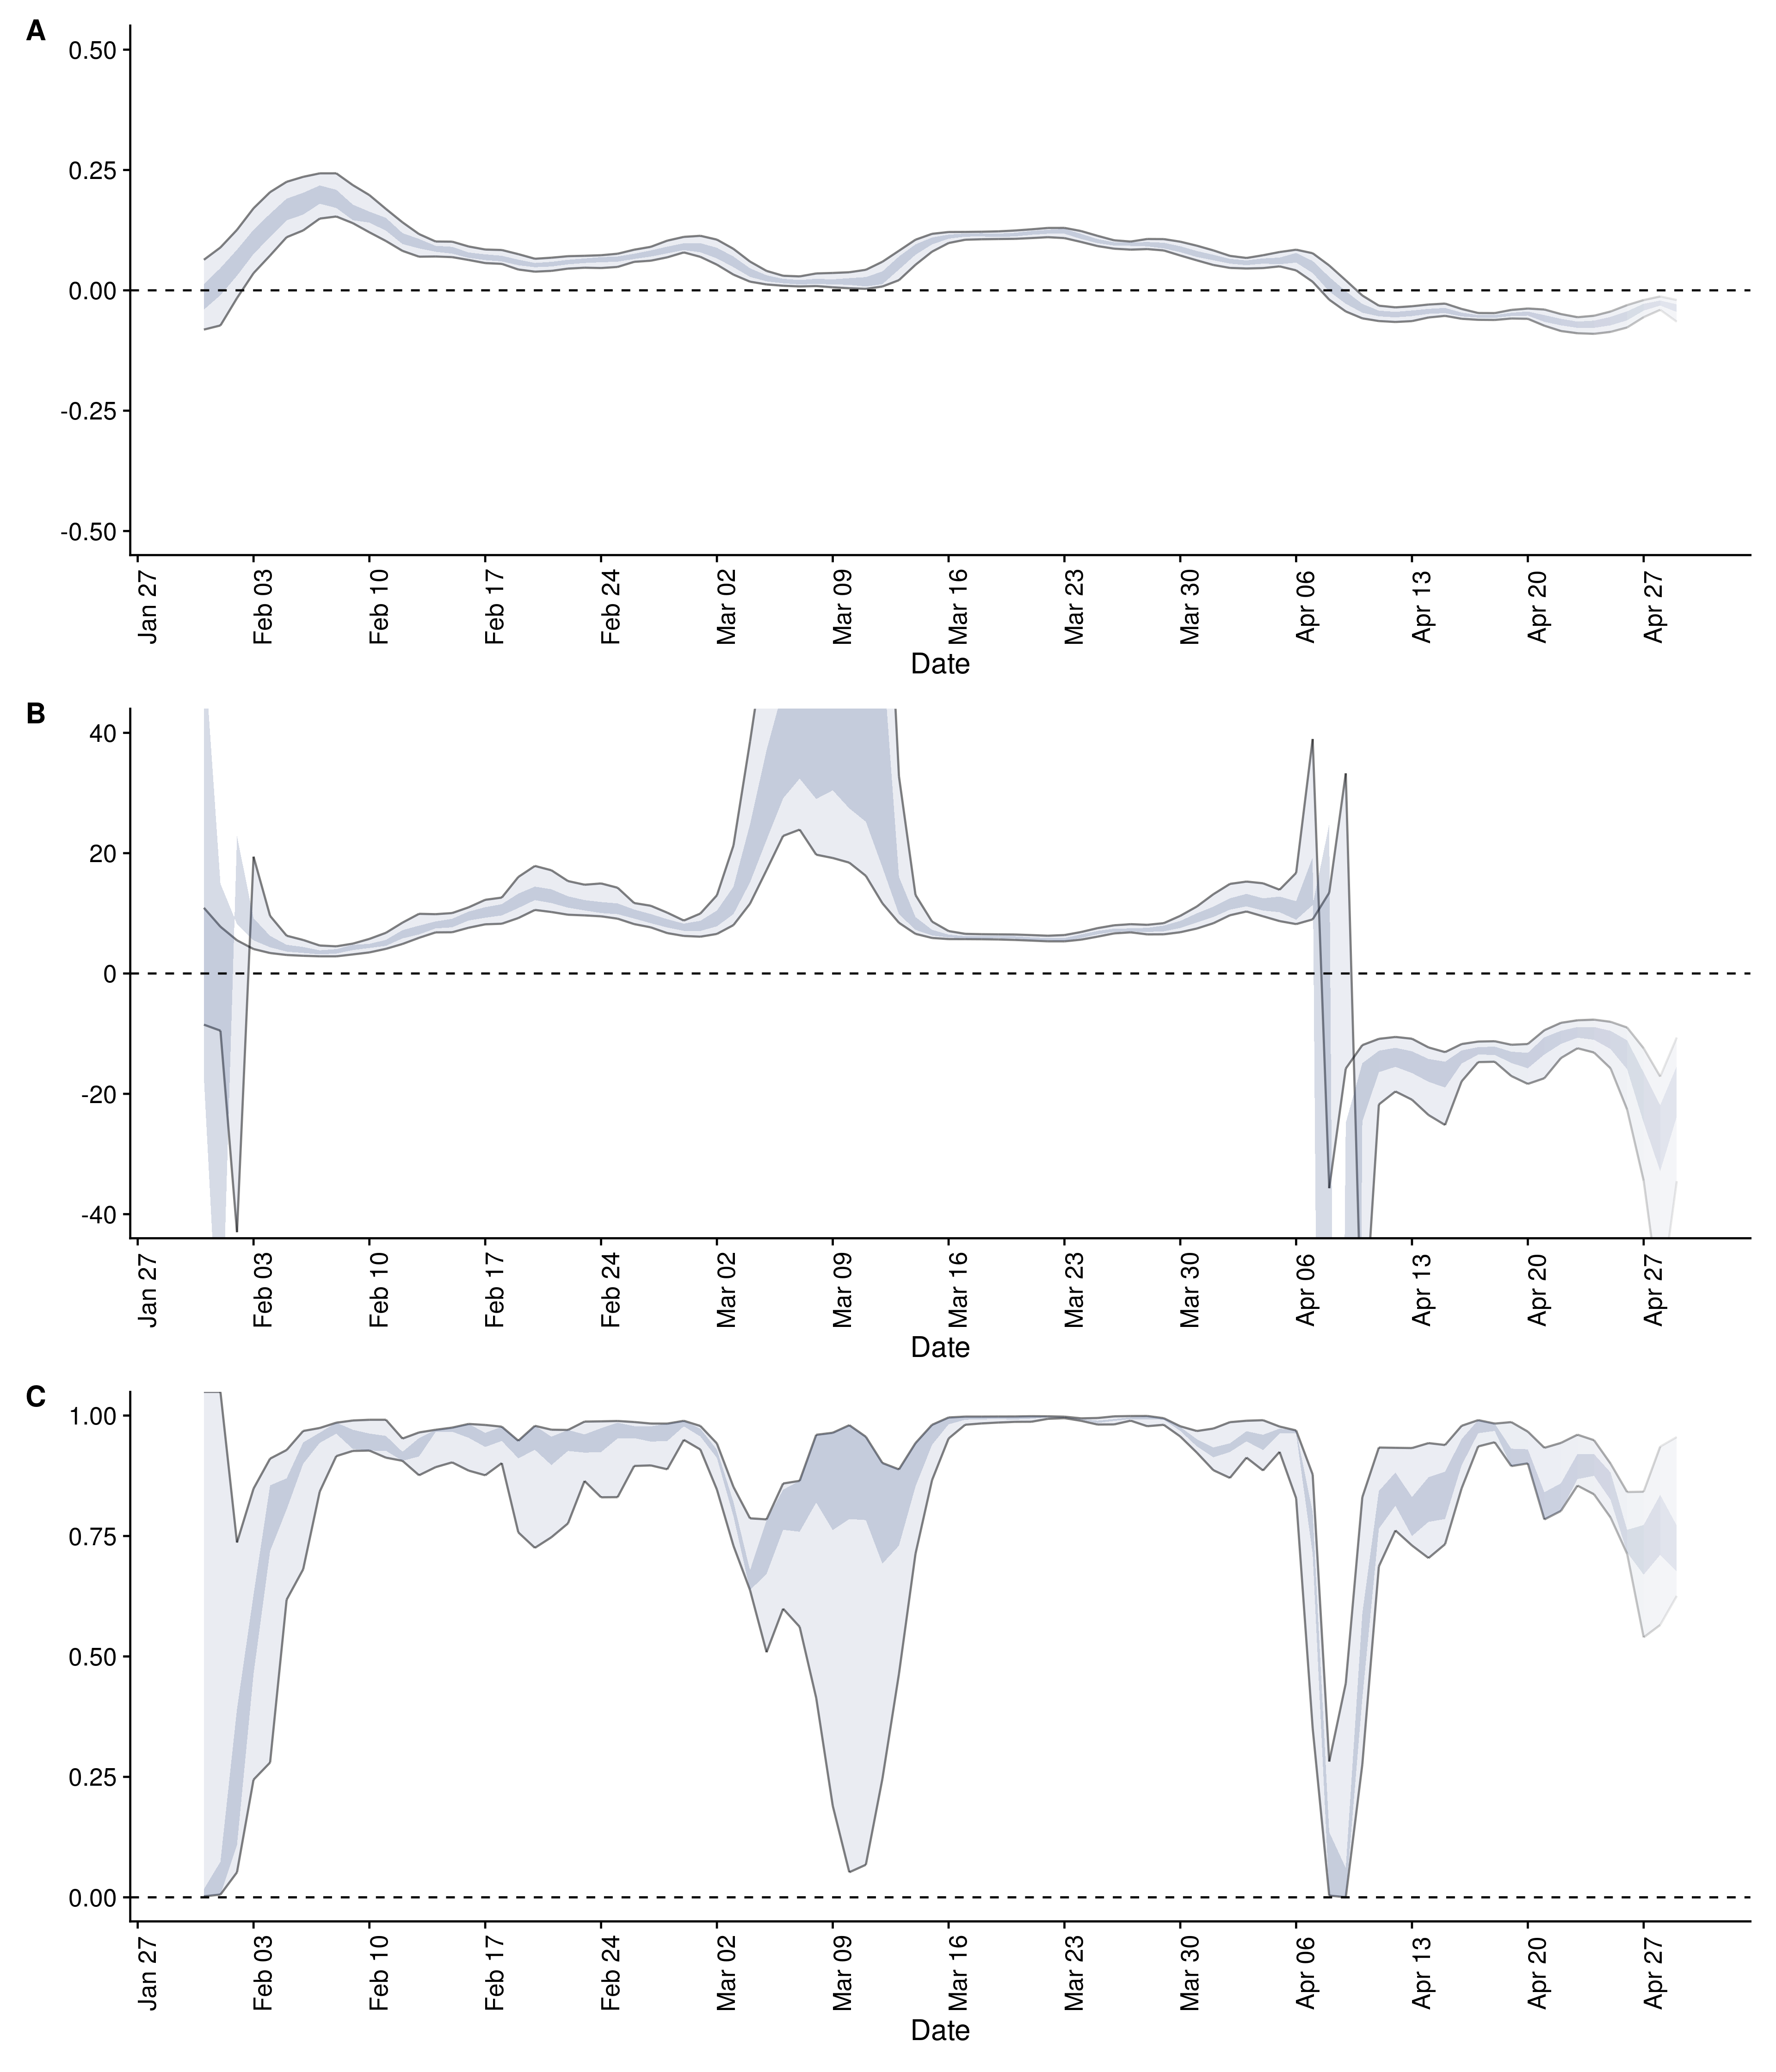 A
0.50
0.25
0.00
-0.25
-0.50
Jan 27
Feb 03
Feb 10
Feb 17
Feb 24
Mar 02
Mar 09
Mar 16
Mar 23
Mar 30
Apr 06
Apr 13
Apr 20
Apr 27
Date
B
40
20
0
-20
-40
Jan 27
Feb 03
Feb 10
Feb 17
Feb 24
Mar 02
Mar 09
Mar 16
Mar 23
Mar 30
Apr 06
Apr 13
Apr 20
Apr 27
Date
C
1.00
0.75
0.50
0.25
0.00
Jan 27
Feb 03
Feb 10
Feb 17
Feb 24
Mar 02
Mar 09
Mar 16
Mar 23
Mar 30
Apr 06
Apr 13
Apr 20
Apr 27
Date